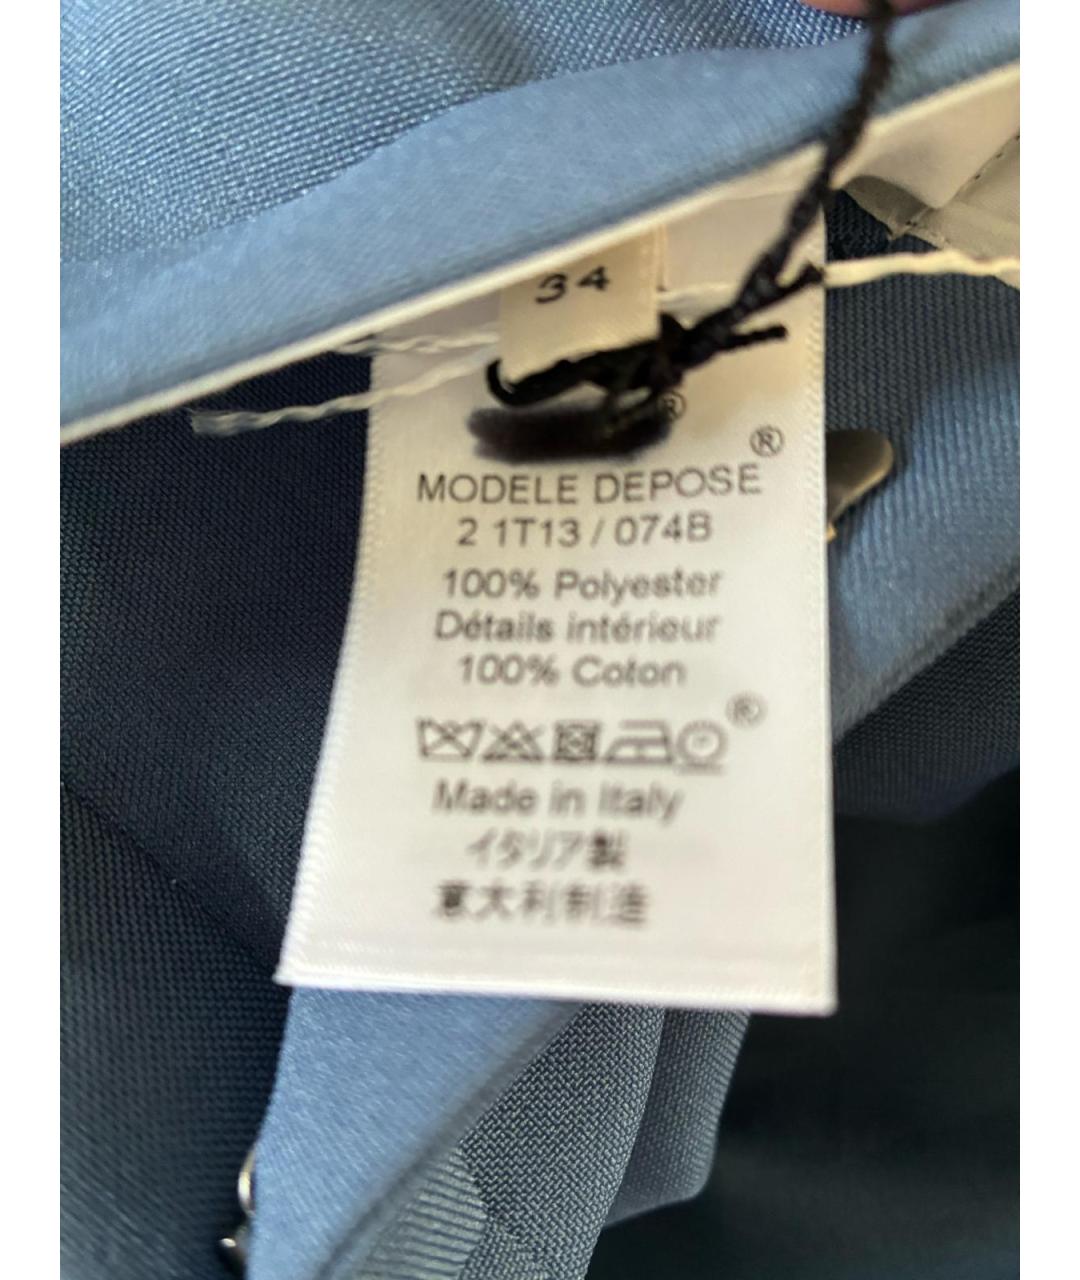 34
®
MODELE DEPOSE ®
2 1T13 / 074B
100% Polyester
Détails intérieur
100% Coton
®
Made in Italy
イタリア製
意大利制造